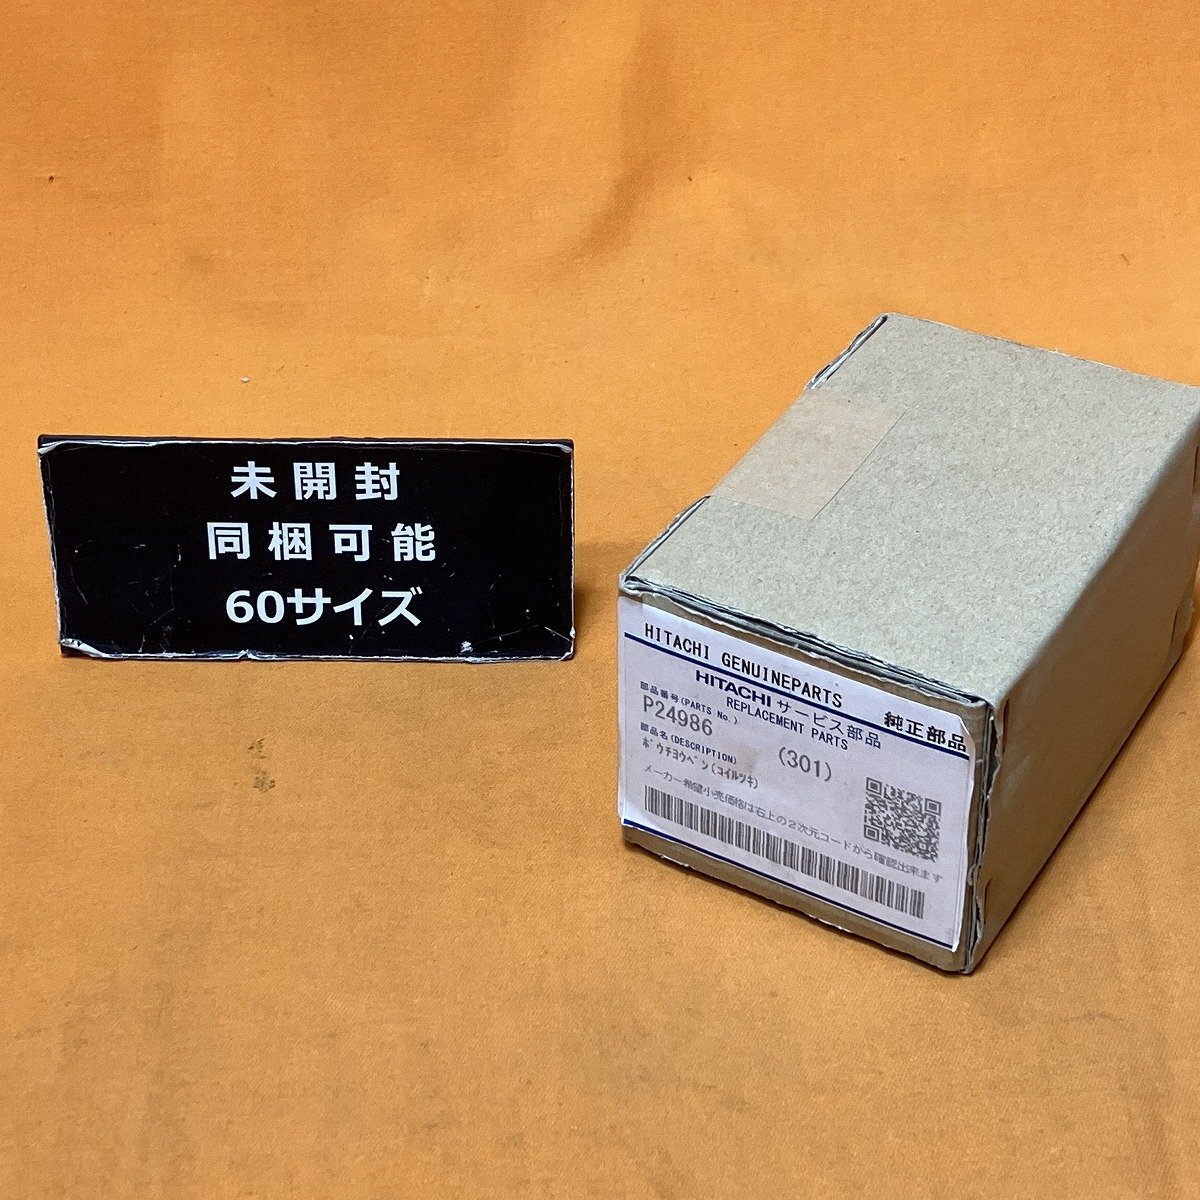 未開封
同梱可能
60サイズ
HITACHI GENUINEPARTS
HITACHI サービス部品 純正部品
REPLACEMENT PARTS
部品番号(PARTS No.)
P24986
(301)
部品名(DESCRIPTION)
ボウチヨウベン(コイルツキ)
メーカー希望小売価格は右上の2次元コードから確認出来ます